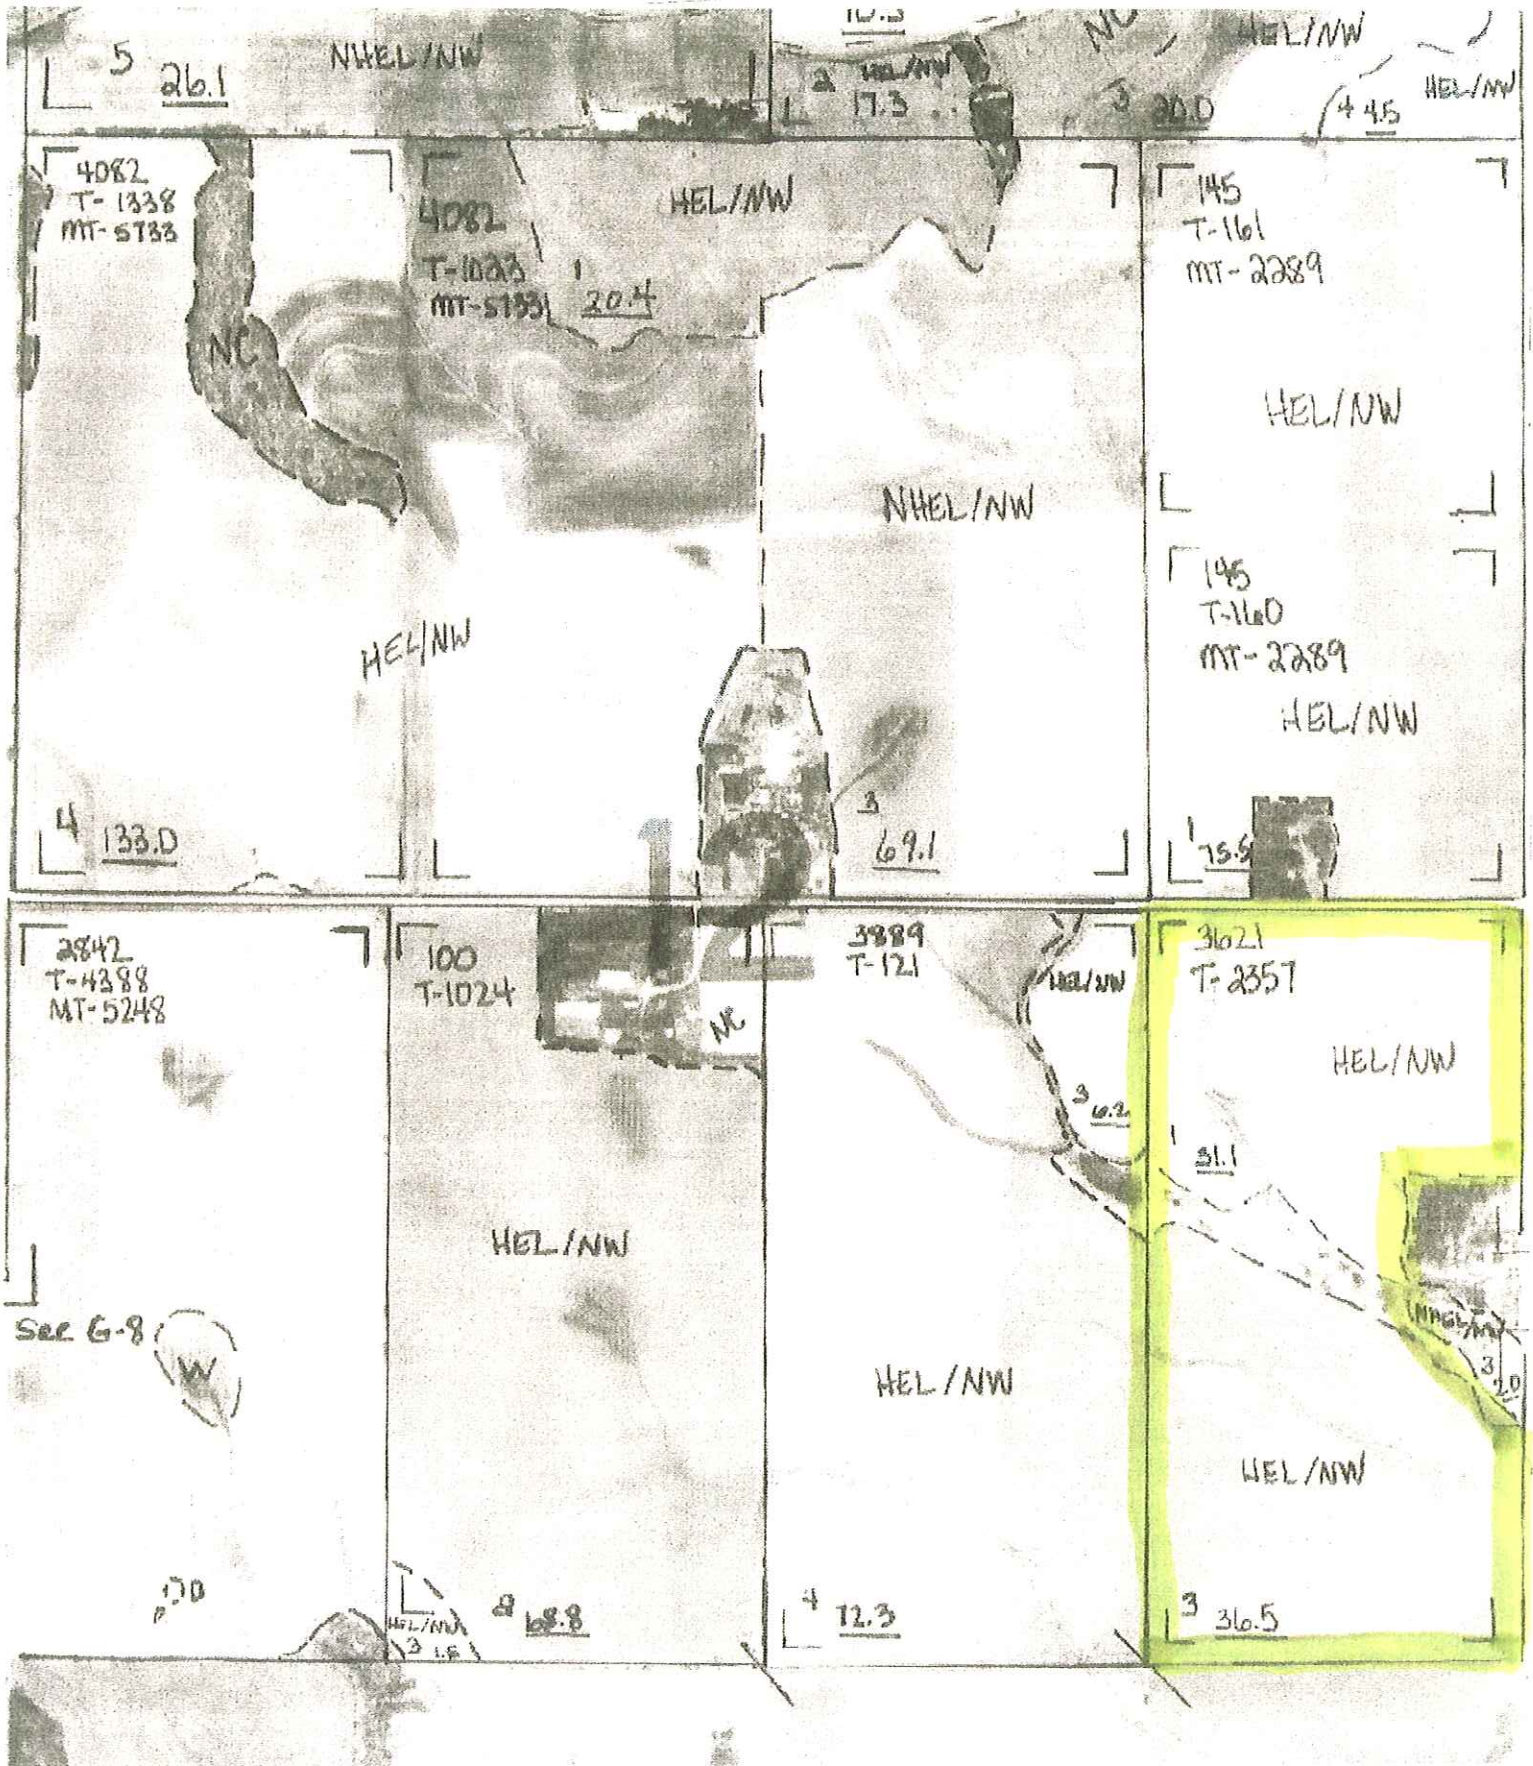 5
26.1
NHEL/NW
10.3
2 HEL/NW
17.3
NC
3 20.0
HEL/NW
HEL/NW
4 4.5
4082
T-1338
MT-5733
NC
4082
T-1023
MT-5733
1
20.4
HEL/NW
145
T-161
MT-2289
HEL/NW
NHEL/NW
145
T-160
MT-2289
HEL/NW
HEL/NW
4 133.0
3
69.1
1
75.5
2842
T-4388
MT-5248
100
T-1024
NC
3889
T-121
HEL/NW
3 6.2
3621
T-2357
HEL/NW
1
31.1
HEL/NW
See G-8
W
NHEL/NW
3
2.0
HEL/NW
HEL/NW
HEL/NW
3
2 68.8
4 72.3
3 36.5